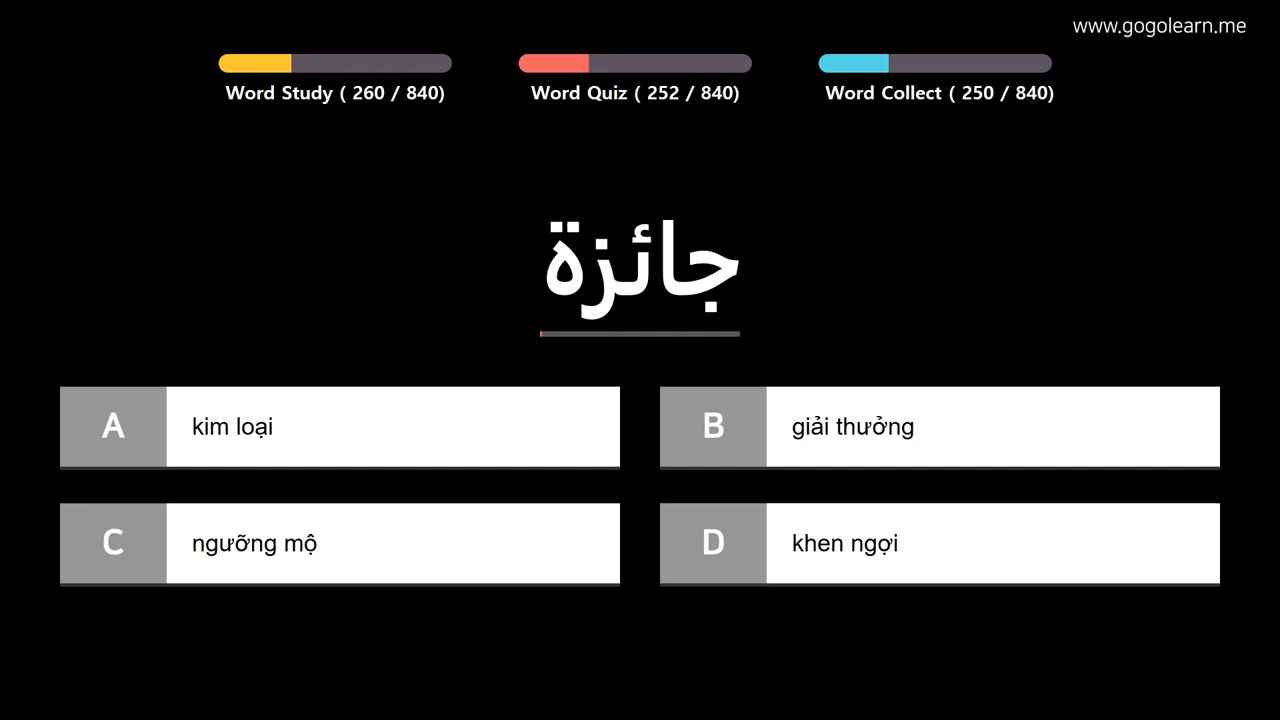 www.gogolearn.me
Word Study ( 260 / 840)
Word Quiz ( 252 / 840)
Word Collect ( 250 / 840)
جائزة
A
kim loại
B
giải thưởng
C
ngưỡng mộ
D
khen ngợi